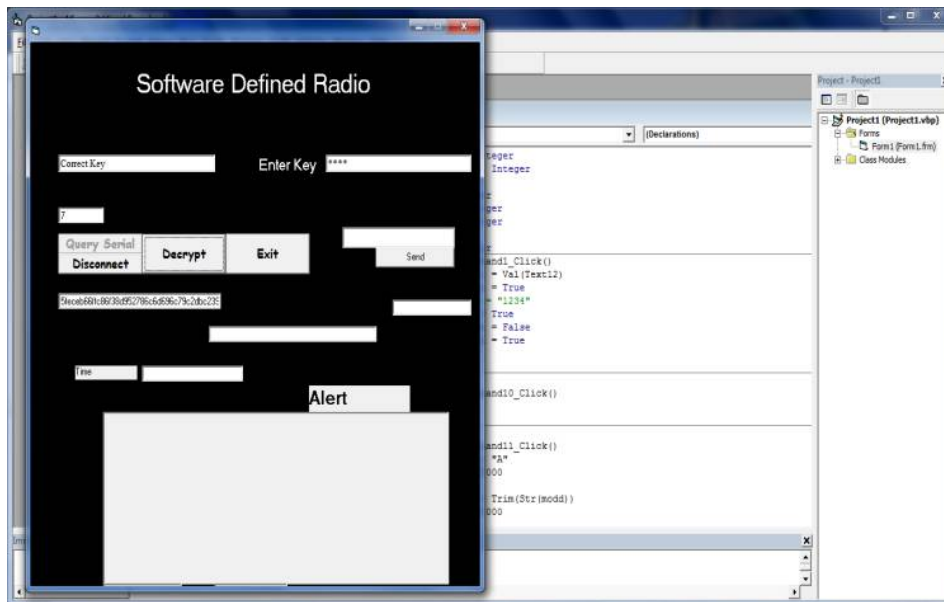 Software Defined Radio
Correct Key
Enter Key ****
7
Query Serial
Disconnect
Decrypt
Exit
Send
Time
Alert
Project - Project1
Project1 (Project1.vbp)
Forms
Form1 (Form1.frm)
Class Modules
(Declarations)
teger
Integer
r
ger
ger
r
and1_Click()
= Val(Text12)
= True
= "1234"
True
= False
= True
and10_Click()
and11_Click()
"A"
000
Trim(Str(modd))
000